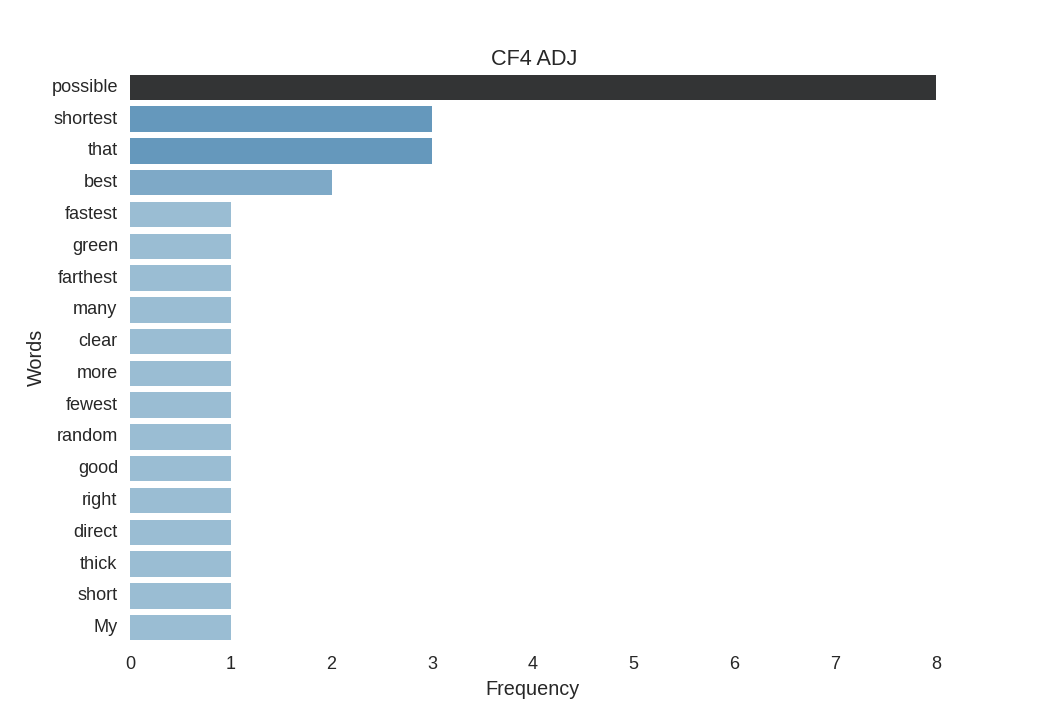 CF4 ADJ
possible
shortest
that
best
fastest
green
farthest
many
clear
more
fewest
random
good
right
direct
thick
short
My
Words
0 1 2 3 4 5 6 7 8
Frequency